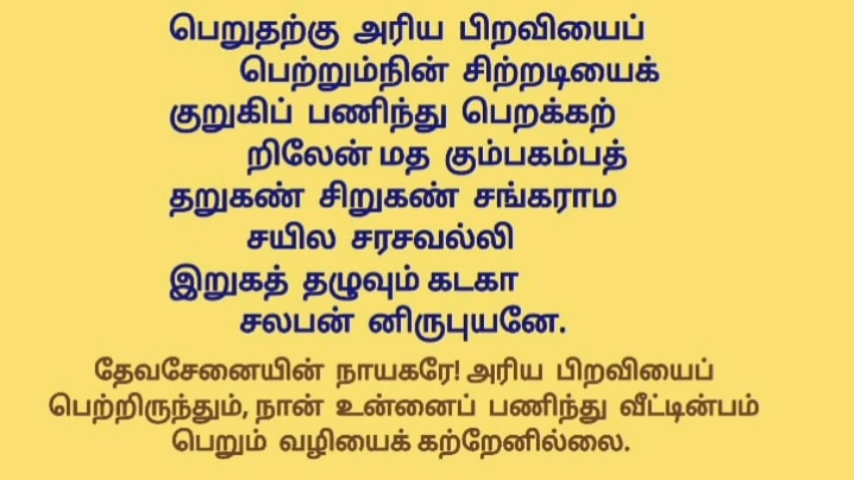 பெறுதற்கு அரிய பிறவியைப்
பெற்றும்நின் சிற்றடியைக்
குறுகிப் பணிந்து பெறக்கற்
றிலேன் மத கும்பகம்பத்
தறுகண் சிறுகண் சங்கராம
சயில சரசவல்லி
இறுகத் தழுவும் கடகா
சலபன் னிருபுயனே.
தேவசேனையின் நாயகரே! அரிய பிறவியைப்
பெற்றிருந்தும், நான் உன்னைப் பணிந்து வீட்டின்பம்
பெறும் வழியைக் கற்றேனில்லை.